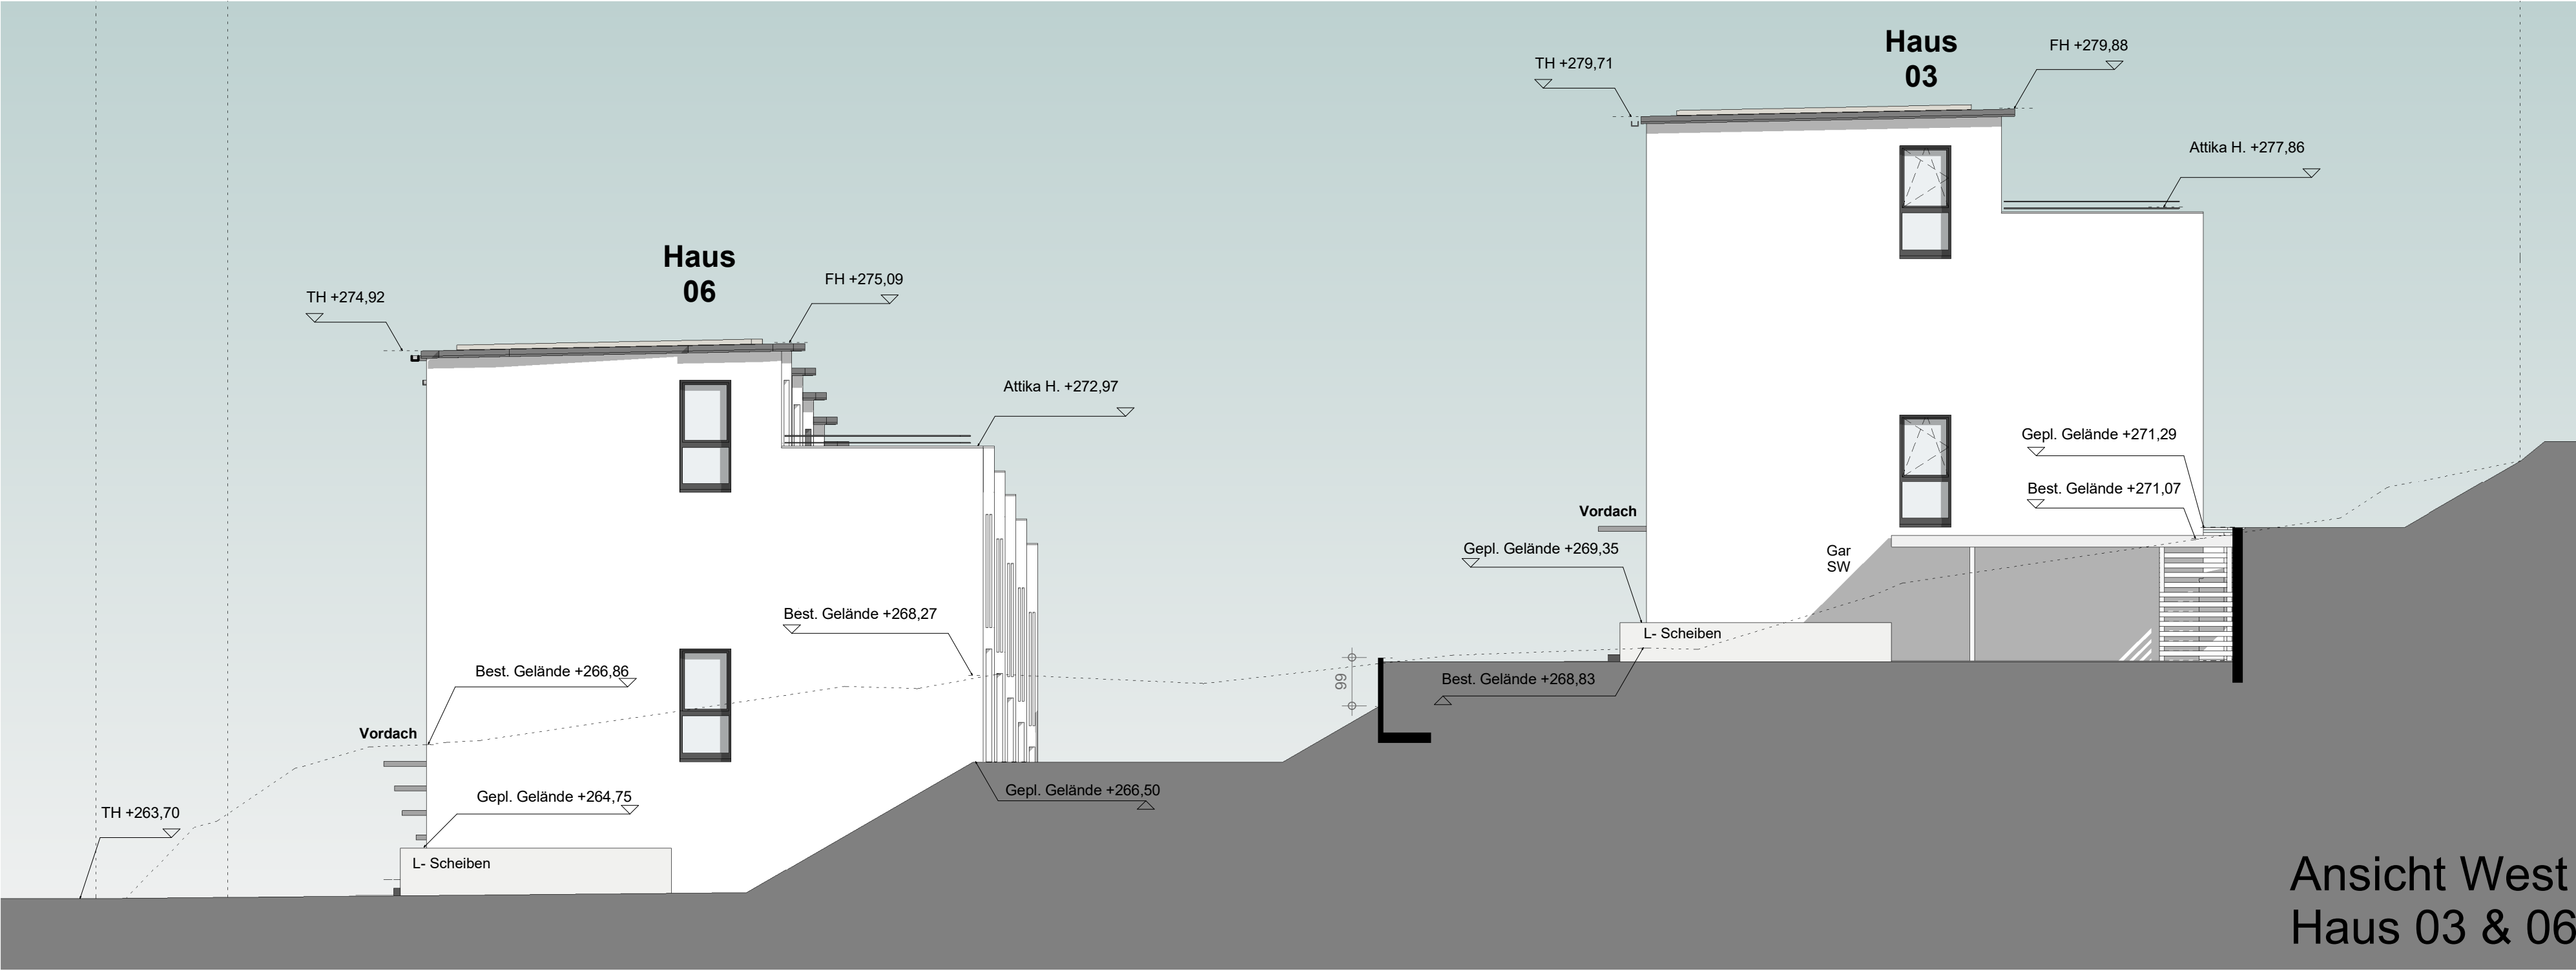 Haus
03
TH +279,71
FH +279,88
Attika H. +277,86
Haus
06
TH +274,92
FH +275,09
Attika H. +272,97
Gepl. Gelände +271,29
Best. Gelände +271,07
Vordach
Gepl. Gelände +269,35
Gar
SW
L- Scheiben
Best. Gelände +268,27
Best. Gelände +266,86
99
Best. Gelände +268,83
Vordach
Gepl. Gelände +264,75
Gepl. Gelände +266,50
TH +263,70
L- Scheiben
Ansicht West
Haus 03 & 06